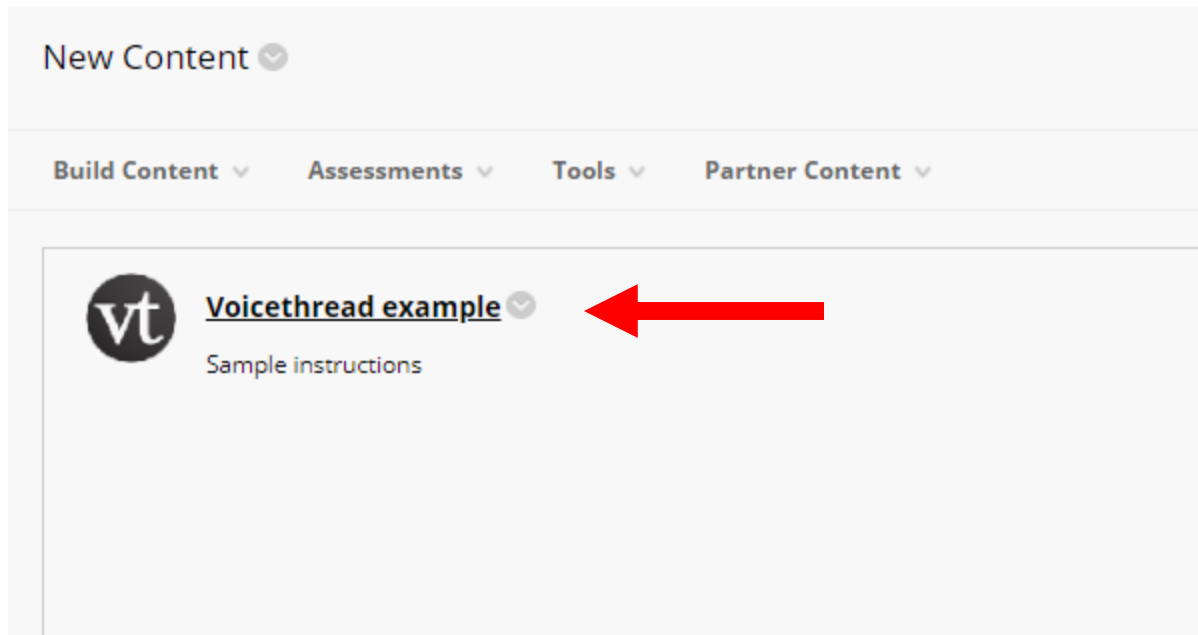 New Content
Build Content Assessments Tools Partner Content
vt
Voicethread example
Sample instructions